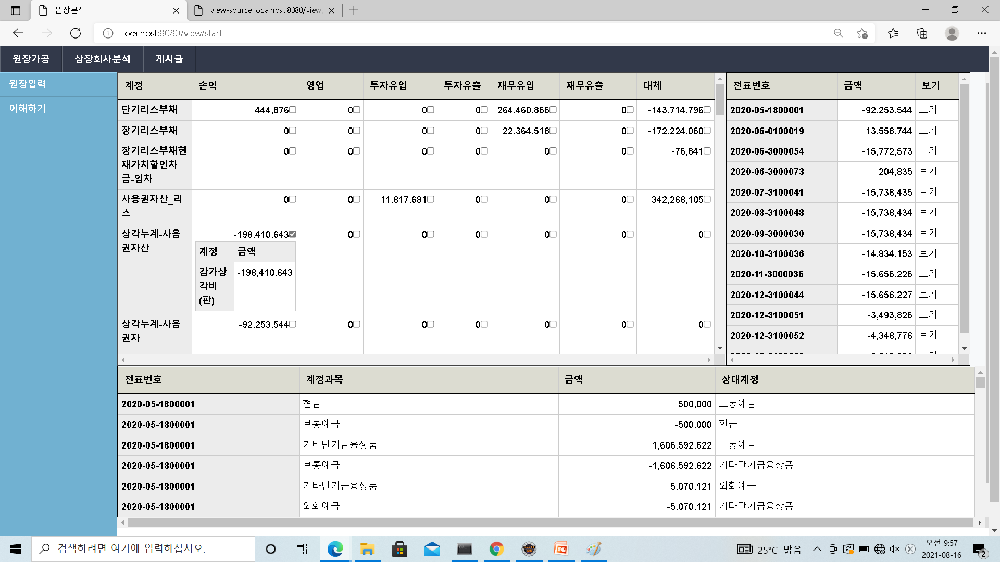 원장분석
view-source:localhost:8080/view
localhost:8080/view/start
원장가공 상장회사분석 게시글
원장입력
이해하기
계정 손익 영업 투자유입 투자유출 재무유입 재무유출 대체
단기리스부채 444,876 0 0 0 264,460,866 0 -143,714,796
장기리스부채 0 0 0 0 22,364,518 0 -172,224,060
장기리스부채현 0 0 0 0 0 0 -76,841
재가치할인차
금-임차
사용권자산_리 0 0 11,817,681 0 0 0 342,268,105
스
상각누계-사용 -198,410,643 0 0 0 0 0 0
권자산
계정 금액
감가상 -198,410,643
각비
(판)
상각누계-사용 -92,253,544 0 0 0 0 0 0
권자
전표번호 금액 보기
2020-05-1800001 -92,253,544 보기
2020-06-0100019 13,558,744 보기
2020-06-3000054 -15,772,573 보기
2020-06-3000073 204,835 보기
2020-07-3100041 -15,738,435 보기
2020-08-3100048 -15,738,434 보기
2020-09-3000030 -15,738,434 보기
2020-10-3100036 -14,834,153 보기
2020-11-3000036 -15,656,226 보기
2020-12-3100044 -15,656,227 보기
2020-12-3100051 -3,493,826 보기
2020-12-3100052 -4,348,776 보기
전표번호 계정과목 금액 상대계정
2020-05-1800001 현금 500,000 보통예금
2020-05-1800001 보통예금 -500,000 현금
2020-05-1800001 기타단기금융상품 1,606,592,622 보통예금
2020-05-1800001 보통예금 -1,606,592,622 기타단기금융상품
2020-05-1800001 기타단기금융상품 5,070,121 외화예금
2020-05-1800001 외화예금 -5,070,121 기타단기금융상품
검색하려면 여기에 입력하십시오.
25°C 맑음
오전 9:57
2021-08-16
2